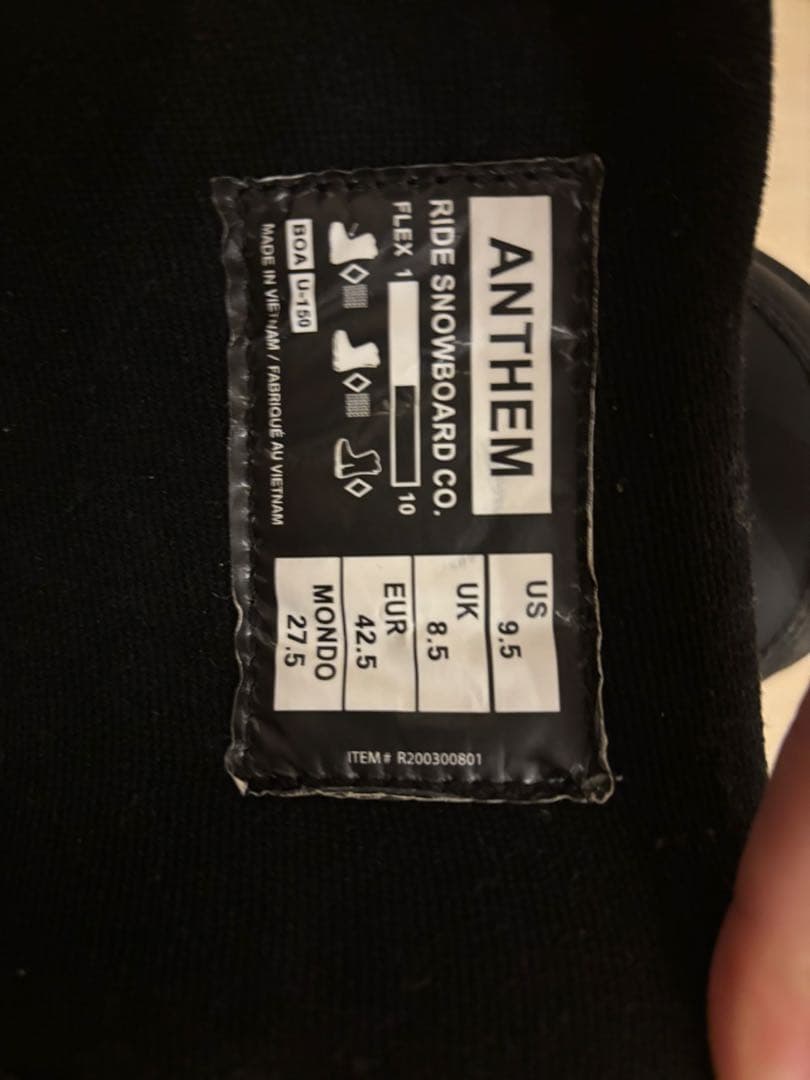 ANTHEM
RIDE SNOWBOARD CO.
FLEX 1 10
BOA U-150
MADE IN VIETNAM / FABRIQUÉ AU VIETNAM
US
9.5
UK
8.5
EUR
42.5
MONDO
27.5
ITEM# R200300801